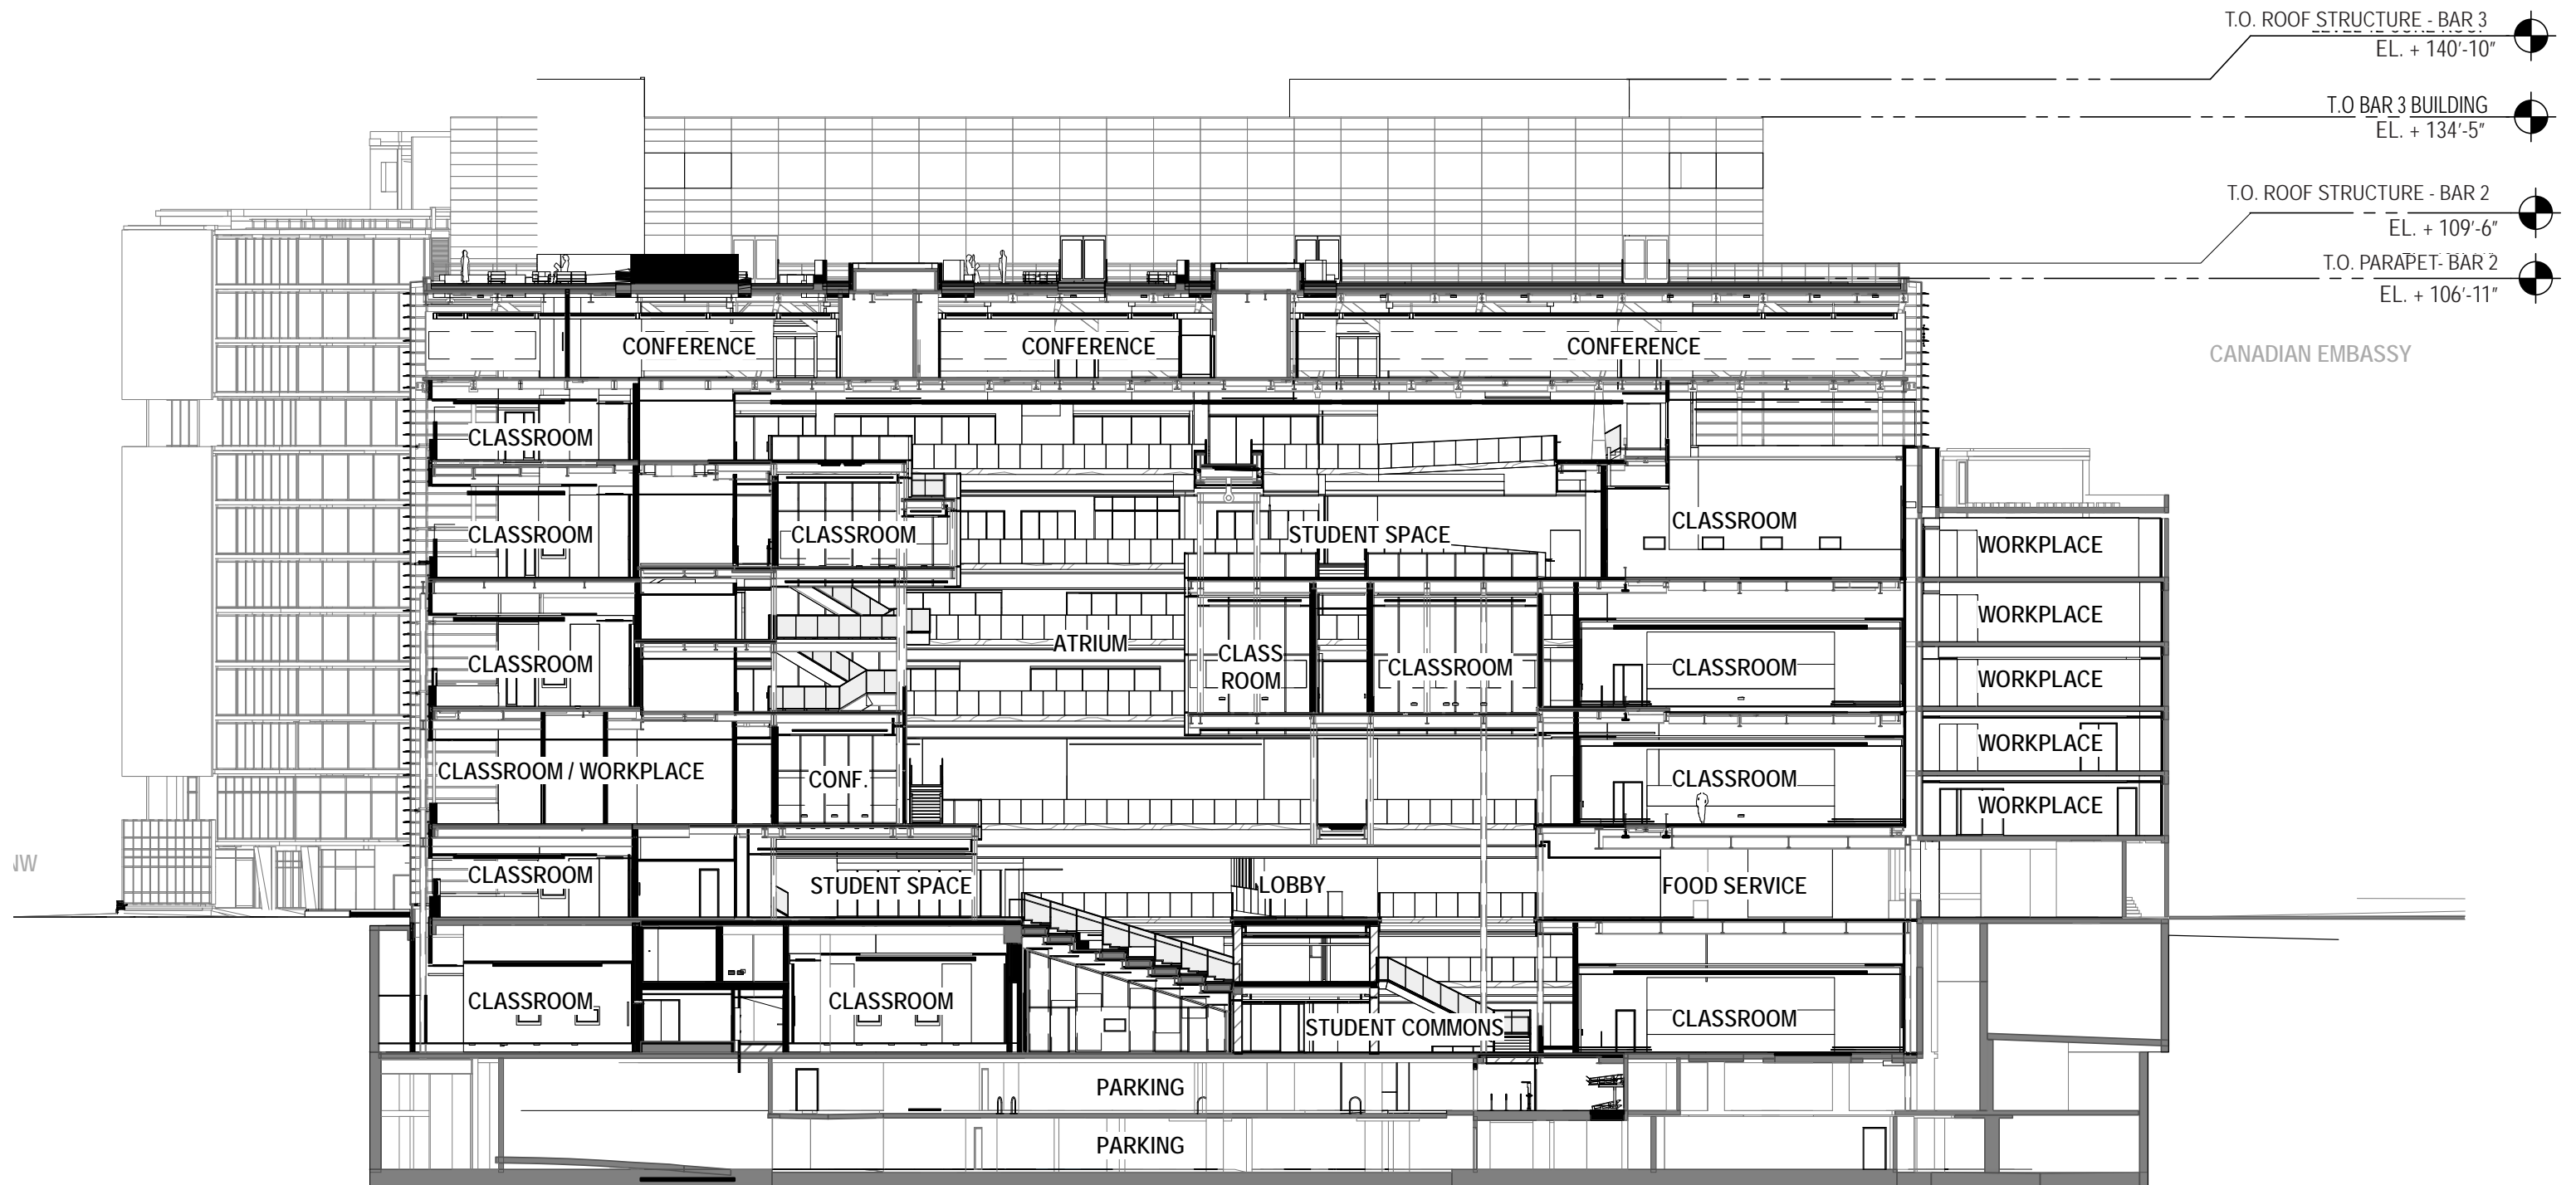 T.O. ROOF STRUCTURE - BAR 3
EL. + 140'-10"
T.O BAR 3 BUILDING
EL. + 134'-5"
T.O. ROOF STRUCTURE - BAR 2
EL. + 109'-6"
T.O. PARAPET- BAR 2
EL. + 106'-11"
CANADIAN EMBASSY
CONFERENCE CONFERENCE CONFERENCE
CLASSROOM
CLASSROOM CLASSROOM STUDENT SPACE CLASSROOM WORKPLACE
WORKPLACE
CLASSROOM ATRIUM CLASS ROOM CLASSROOM CLASSROOM WORKPLACE
WORKPLACE
CLASSROOM / WORKPLACE CONF. CLASSROOM WORKPLACE
NW
CLASSROOM STUDENT SPACE LOBBY FOOD SERVICE
CLASSROOM CLASSROOM STUDENT COMMONS CLASSROOM
PARKING
PARKING